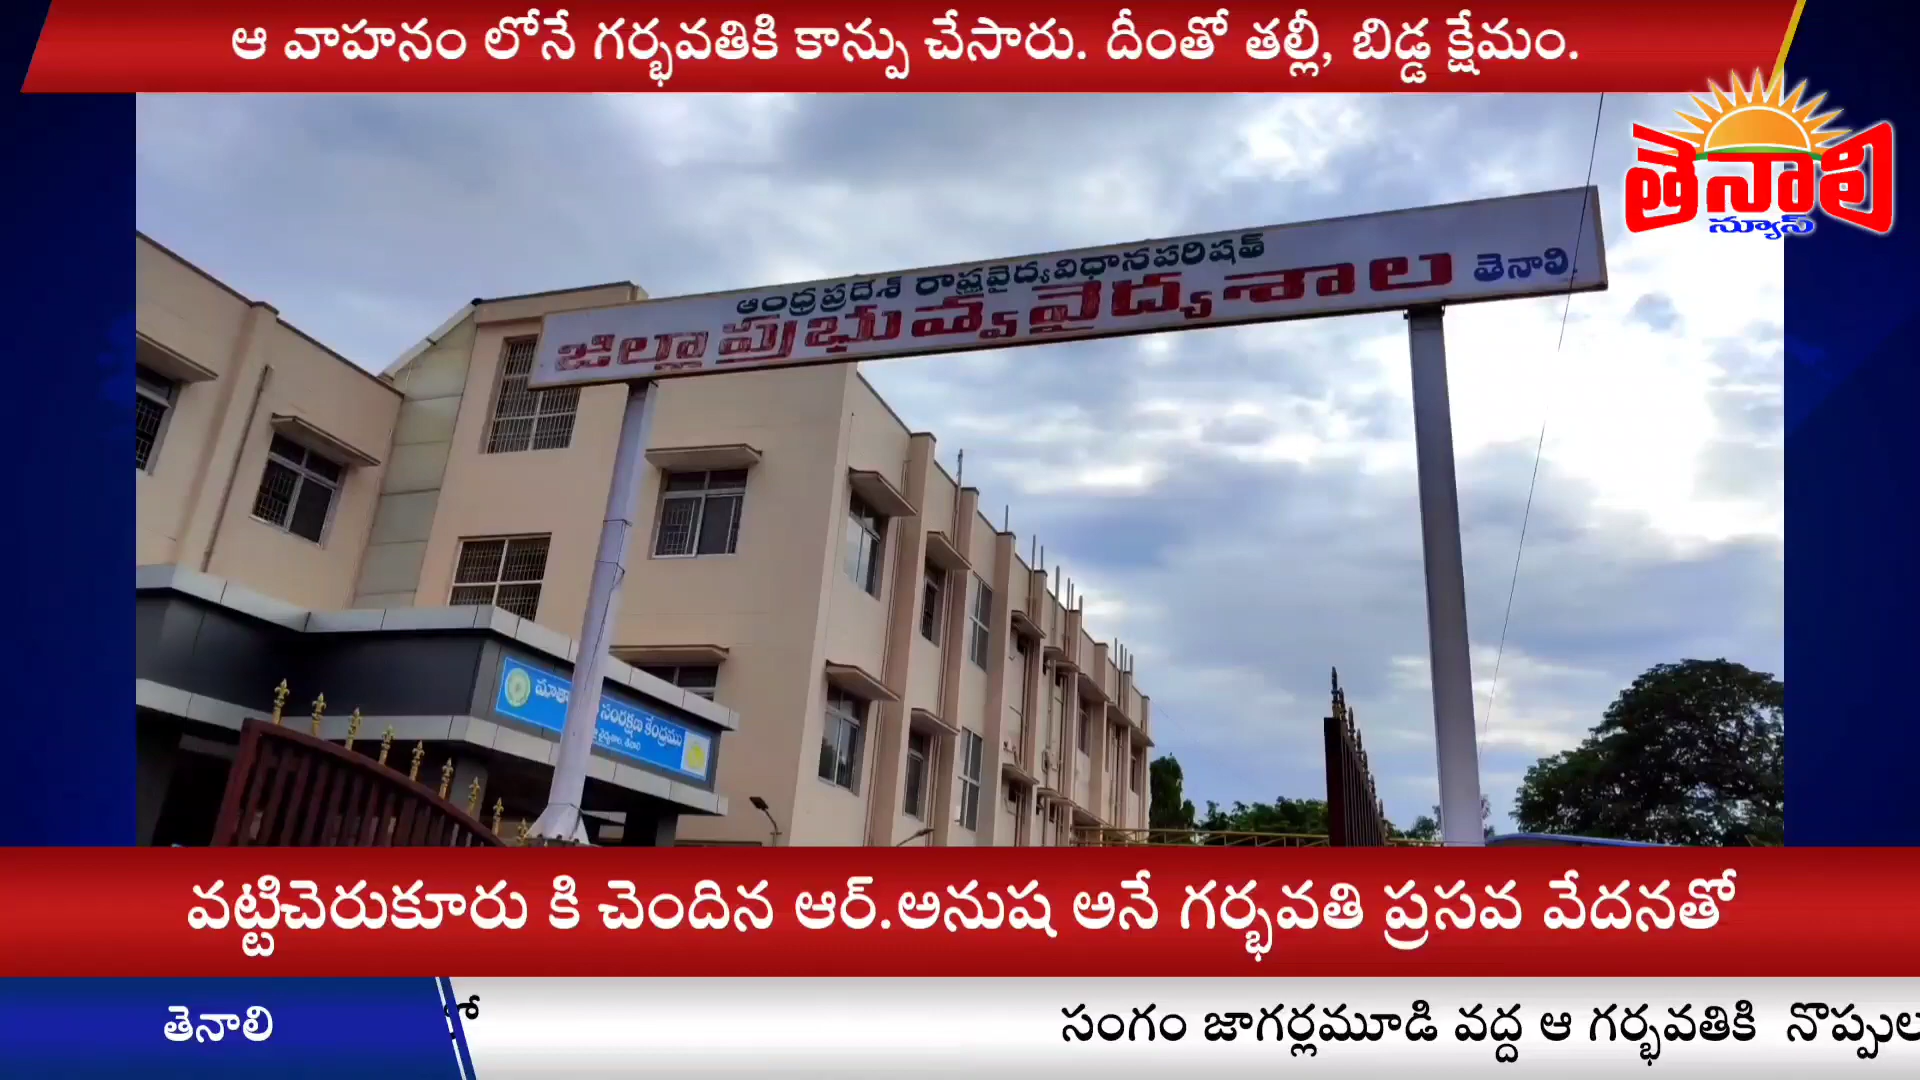 ఆ వాహనం లోనే గర్భవతికి కాన్పు చేసారు. దీంతో తల్లీ, బిడ్డ క్షేమం.
తెనాలి
న్యూస్
ఆంధ్రప్రదేశ్ రాష్ట్రవైద్యవిధానపరిషత్
జిల్లా ప్రభుత్వ వైద్యశాల తెనాలి.
సంరక్షణ కేంద్రము
వైద్యశాల, తెనాలి
వట్టిచెరుకూరు కి చెందిన ఆర్.అనుష అనే గర్భవతి ప్రసవ వేదనతో
తెనాలి
సంగం జాగర్లమూడి వద్ద ఆ గర్భవతికి నొప్పుల